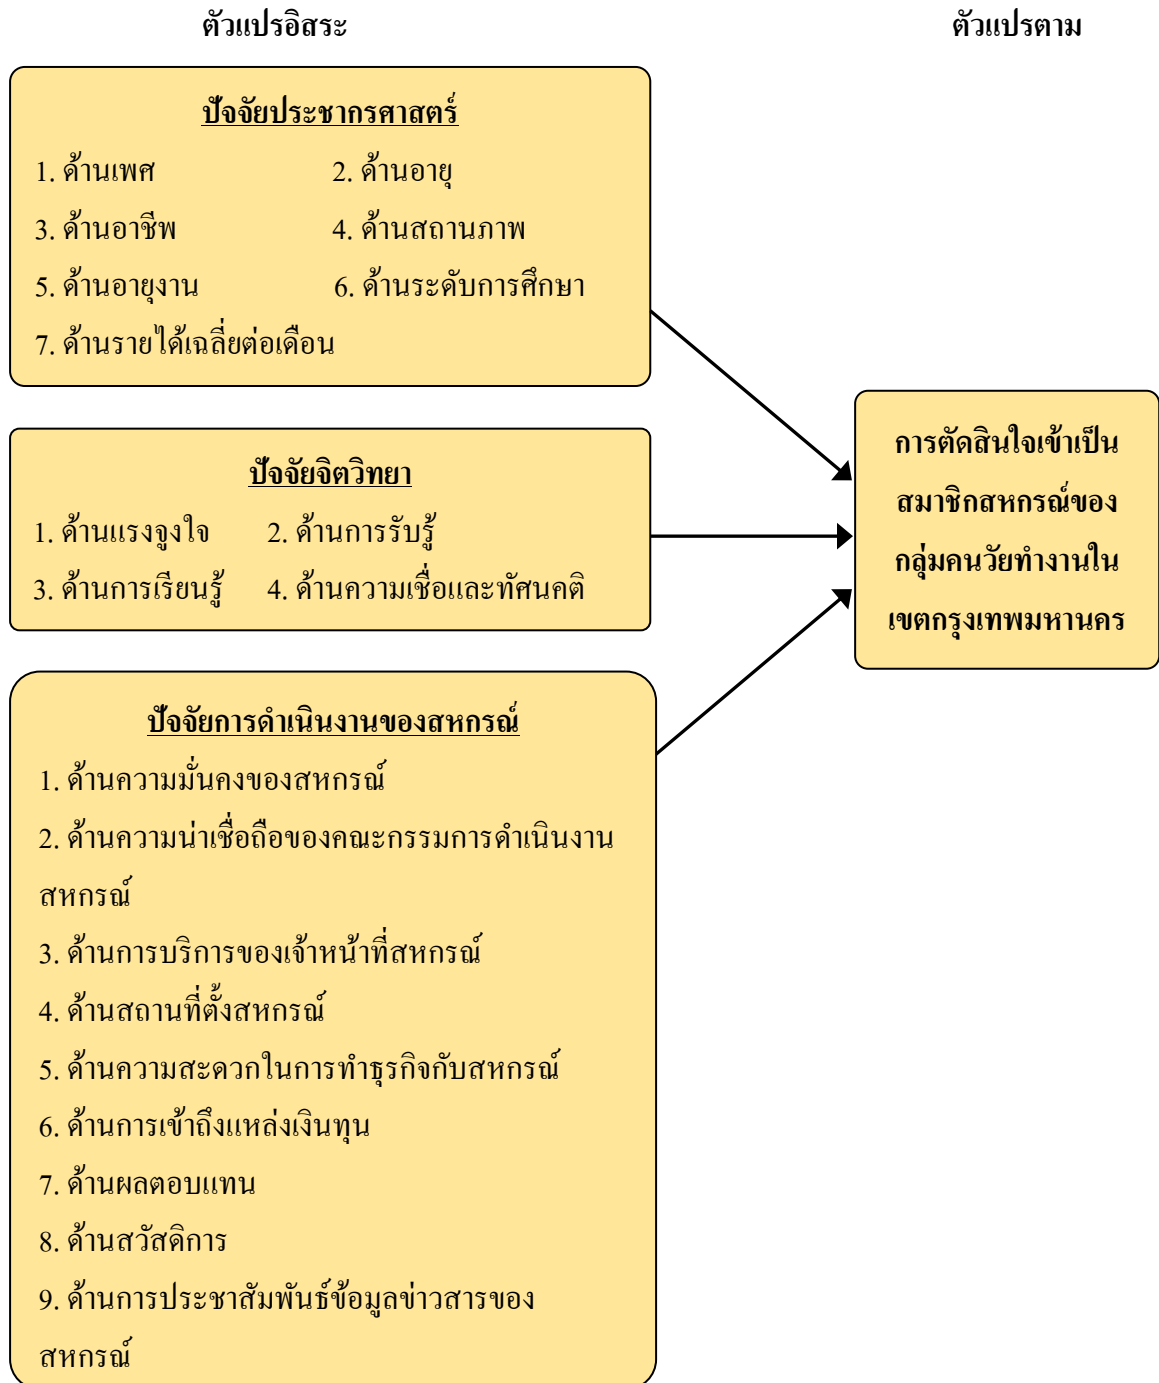 ตัวแปรอิสระ
ตัวแปรตาม
ปัจจัยประชากรศาสตร์
1. ด้านเพศ 2. ด้านอายุ
3. ด้านอาชีพ 4. ด้านสถานภาพ
5. ด้านอายุงาน 6. ด้านระดับการศึกษา
7. ด้านรายได้เฉลี่ยต่อเดือน
ปัจจัยจิตวิทยา
1. ด้านแรงจูงใจ 2. ด้านการรับรู้
3. ด้านการเรียนรู้ 4. ด้านความเชื่อและทัศนคติ
ปัจจัยการดำเนินงานของสหกรณ์
1. ด้านความมั่นคงของสหกรณ์
2. ด้านความน่าเชื่อถือของคณะกรรมการดำเนินงาน
สหกรณ์
3. ด้านการบริการของเจ้าหน้าที่สหกรณ์
4. ด้านสถานที่ตั้งสหกรณ์
5. ด้านความสะดวกในการทำธุรกิจกับสหกรณ์
6. ด้านการเข้าถึงแหล่งเงินทุน
7. ด้านผลตอบแทน
8. ด้านสวัสดิการ
9. ด้านการประชาสัมพันธ์ข้อมูลข่าวสารของ
สหกรณ์
การตัดสินใจเข้าเป็น
สมาชิกสหกรณ์ของ
กลุ่มคนวัยทำงานใน
เขตกรุงเทพมหานคร